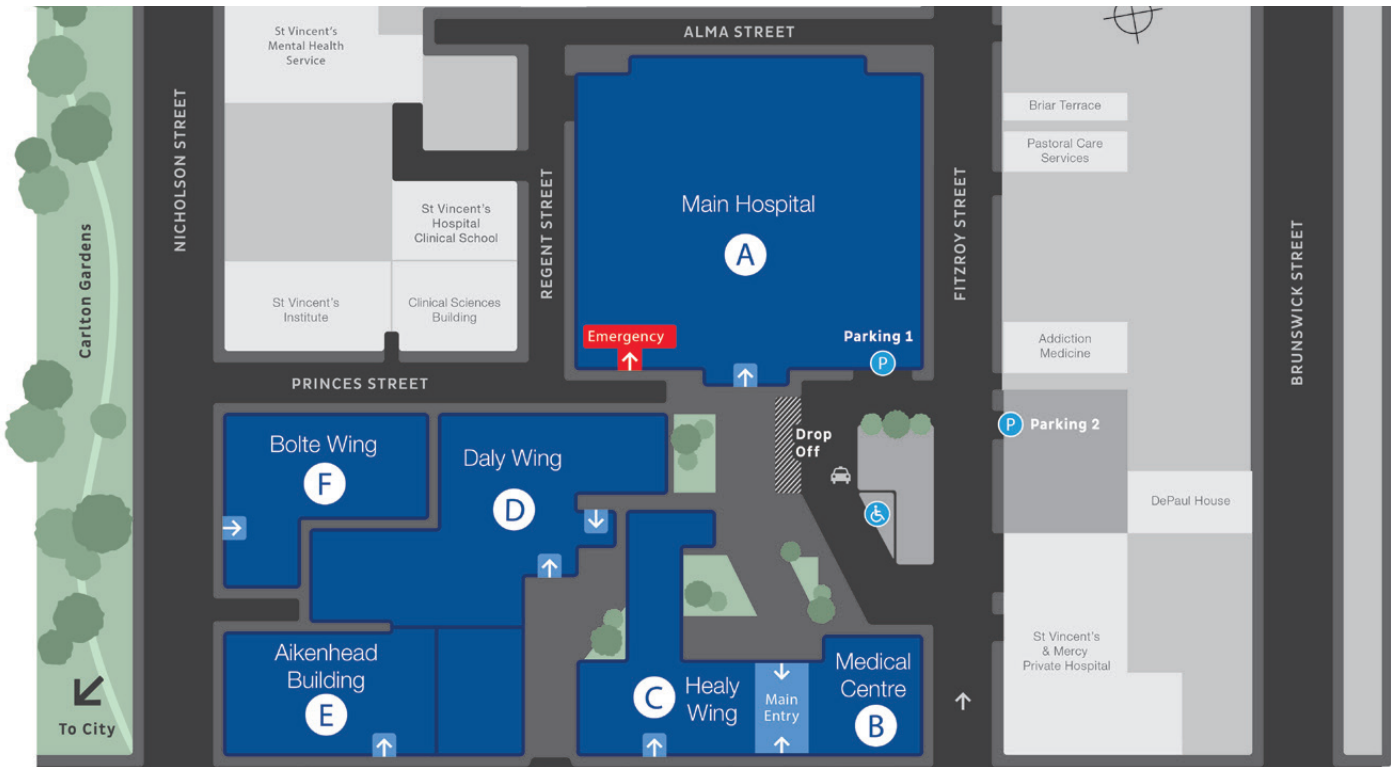 St Vincent's
Mental Health
Service
ALMA STREET
NICHOLSON STREET
Carlton Gardens
REGENT STREET
FITZROY STREET
BRUNSWICK STREET
Briar Terrace
Pastoral Care
Services
Main Hospital
A
St Vincent's
Hospital
Clinical School
St Vincent's
Institute
Clinical Sciences
Building
Emergency
Parking 1
P
Addiction
Medicine
PRINCES STREET
Bolte Wing
F
Daly Wing
D
Drop
Off
P
Parking 2
DePaul House
Aikenhead
Building
E
C
Healy
Wing
Main
Entry
Medical
Centre
B
St Vincent's
& Mercy
Private Hospital
To City